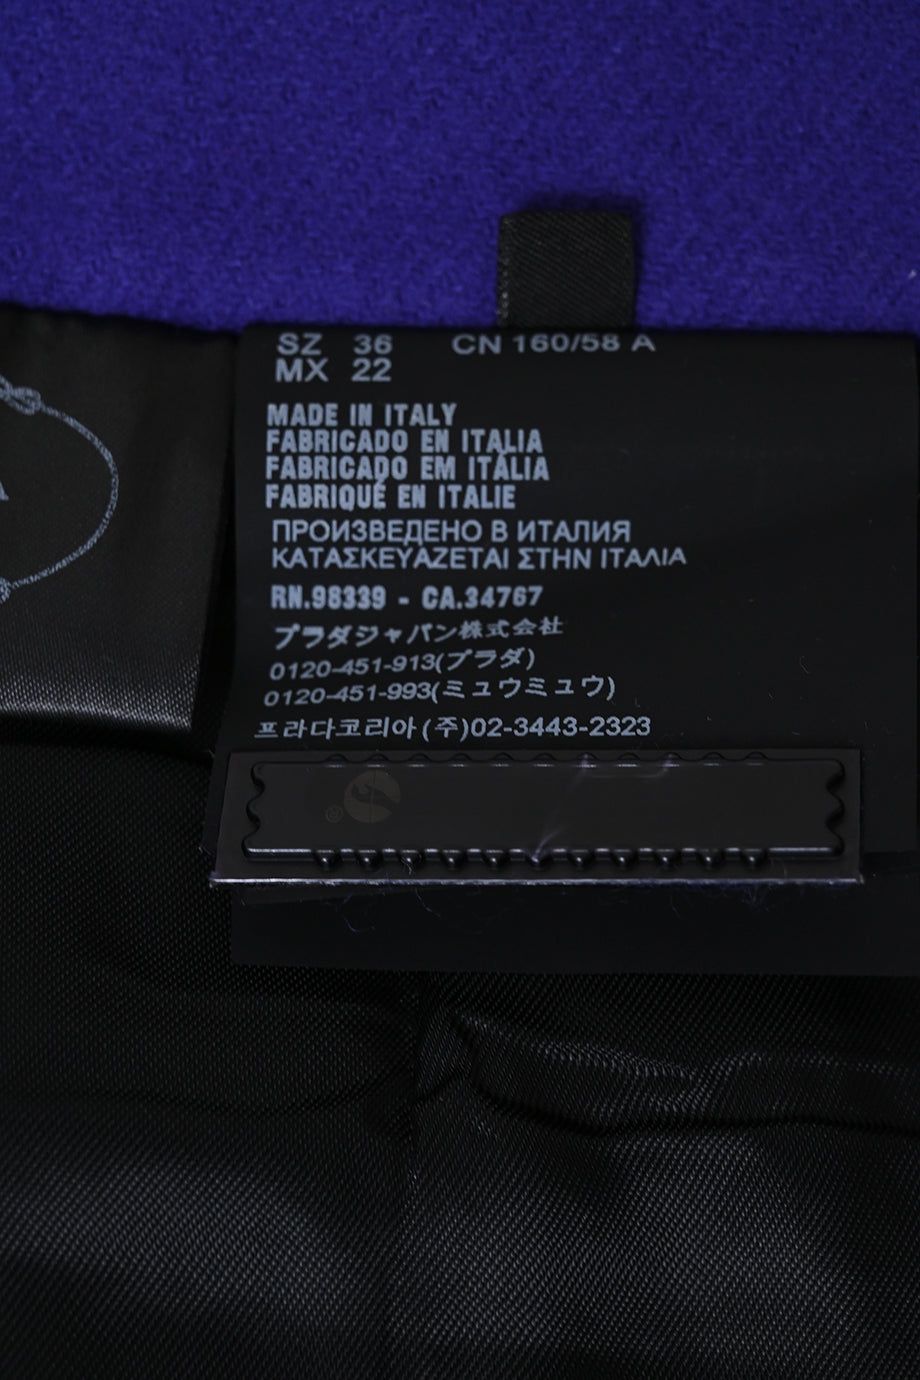 SZ 36 CN 160/58 A
MX 22
MADE IN ITALY
FABRICADO EN ITALIA
FABRICADO EM ITÁLIA
FABRIQUÉ EN ITALIE
ПРОИЗВЕДЕНО В ИТАЛИЯ
ΚΑΤΑΣΚΕΥΑΖΕΤΑΙ ΣΤΗΝ ΙΤΑΛΙΑ
RN.98339 - CA.34767
プラダジャパン株式会社
0120-451-913(プラダ)
0120-451-993(ミュウミュウ)
프라다코리아(주)02-3443-2323